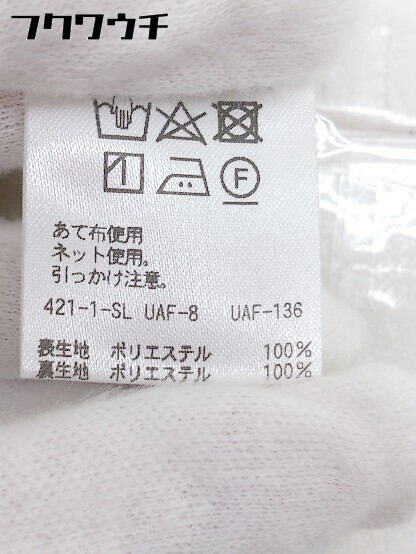 フクワウチ
F
あて布使用
ネット使用。
引っかけ注意。
421-1-SL UAF-8 UAF-136
表生地 ポリエステル 100%
裏生地 ポリエステル 100%